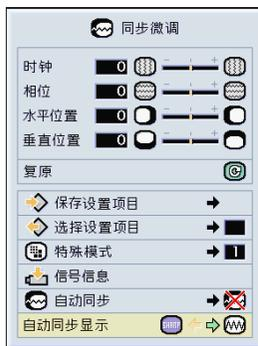 同步微调
时钟 0
相位 0
水平位置 0
垂直位置 0
复原
保存设置项目
选择设置项目
特殊模式 1
信号信息
自动同步
自动同步显示 SHARP